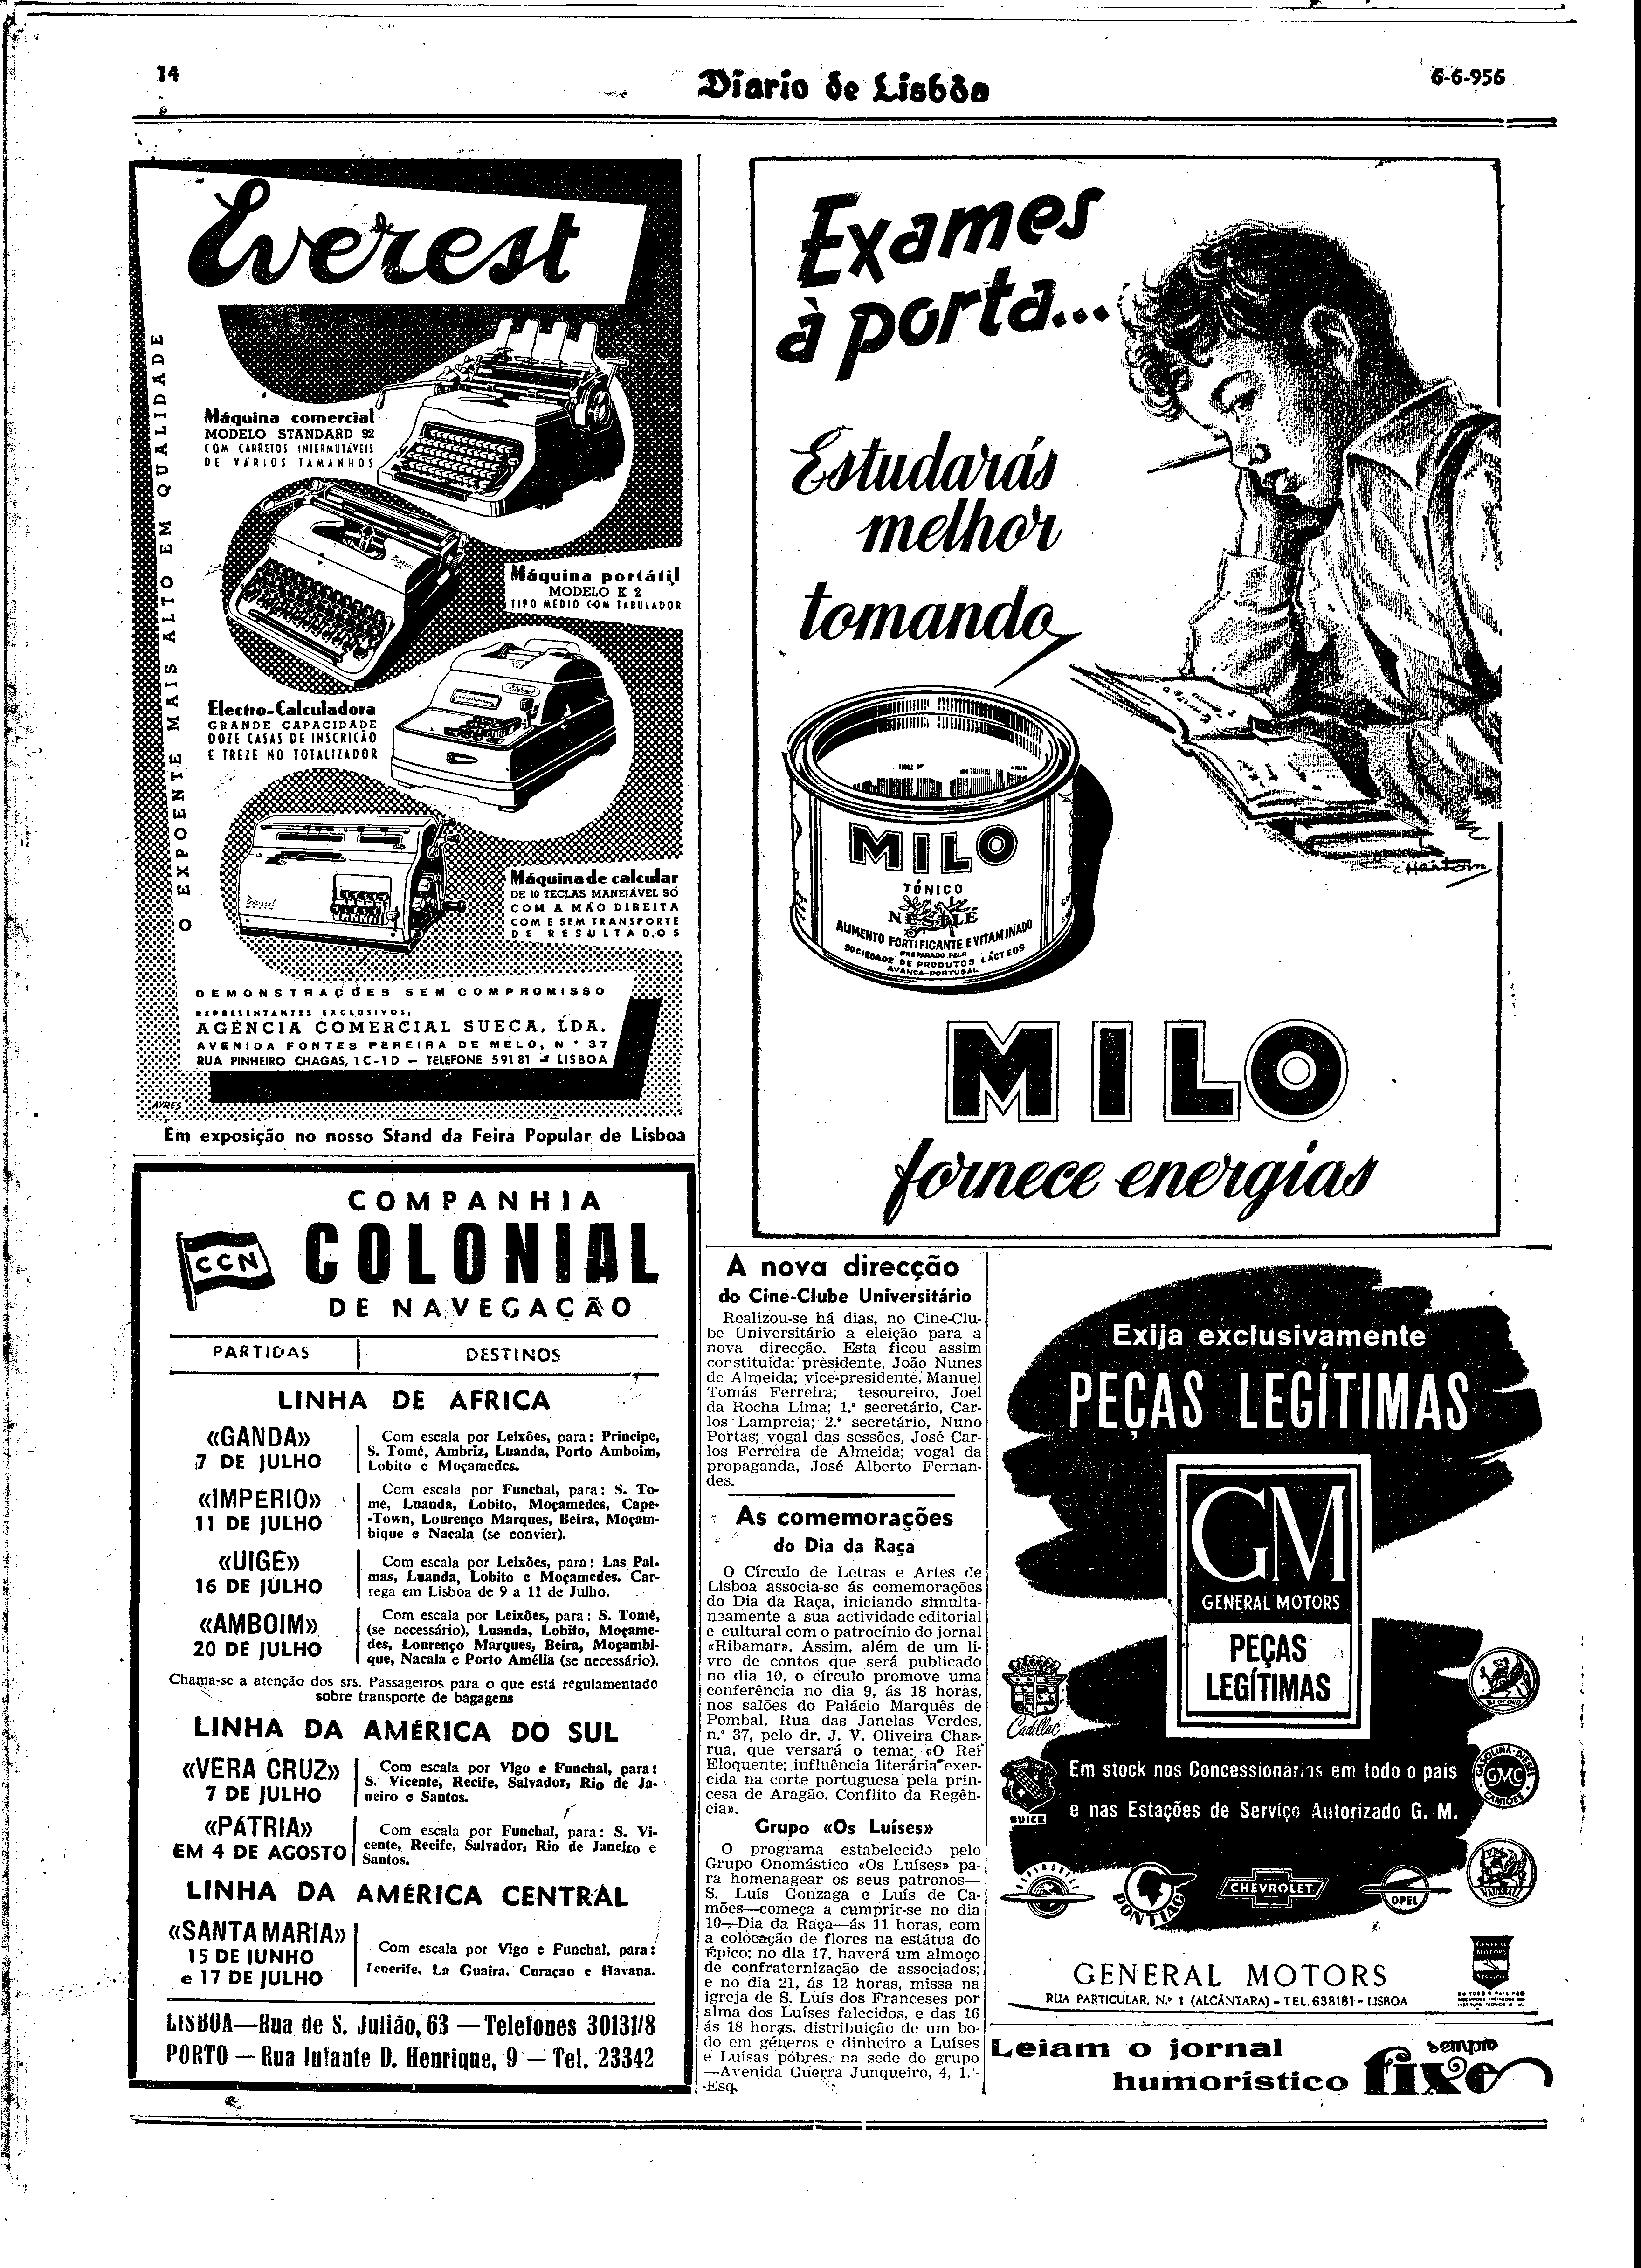 14
Diario de Lisbôa
6-6-956
Everest
O EXPOENTE MAIS ALTO EM QUALIDADE
Máquina comercial
MODELO STANDARD 92
COM CARRETOS INTERMUTÁVEIS
DE VÁRIOS TAMANHOS
Máquina portátil
MODELO K 2
TIPO MEDIO COM TABULADOR
Electro-Calculadora
GRANDE CAPACIDADE
DOZE CASAS DE INSCRIÇÃO
E TREZE NO TOTALIZADOR
Máquina de calcular
DE 10 TECLAS MANEJÁVEL SÓ
COM A MÃO DIREITA
COM E SEM TRANSPORTE
DE RESULTADOS
DEMONSTRAÇÕES SEM COMPROMISSO
REPRESENTANTES EXCLUSIVOS:
AGÊNCIA COMERCIAL SUECA, LDA.
AVENIDA FONTES PEREIRA DE MELO, N.º 37
RUA PINHEIRO CHAGAS, 1 C-1 D — TELEFONE 59181 — LISBOA
AYRES
Em exposição no nosso Stand da Feira Popular de Lisboa
Exames
à porta...
Estudarás
melhor
tomando
MILO
TÓNICO
NESTLÉ
ALIMENTO FORTIFICANTE E VITAMINADO
PREPARADO PELA
SOCIEDADE DE PRODUTOS LÁCTEOS
AVANCA-PORTUGAL
MILO
fornece energias
COMPANHIA
CCN
COLONIAL
DE NAVEGAÇÃO
PARTIDAS
DESTINOS
LINHA DE ÁFRICA
«GANDA»
7 DE JULHO
Com escala por Leixões, para: Príncipe,
S. Tomé, Ambriz, Luanda, Porto Amboim,
Lobito e Moçamedes.
«IMPERIO»
11 DE JULHO
Com escala por Funchal, para: S. To-
mé, Luanda, Lobito, Moçamedes, Cape-
-Town, Lourenço Marques, Beira, Moçam-
bique e Nacala (se convier).
«UIGE»
16 DE JULHO
Com escala por Leixões, para: Las Pal-
mas, Luanda, Lobito e Moçamedes. Car-
rega em Lisboa de 9 a 11 de Julho.
«AMBOIM»
20 DE JULHO
Com escala por Leixões, para: S. Tomé,
(se necessário), Luanda, Lobito, Moçame-
des, Lourenço Marques, Beira, Moçambi-
que, Nacala e Porto Amélia (se necessário).
Chama-se a atenção dos srs. Passageiros para o que está regulamentado
sobre transporte de bagagens
LINHA DA AMÉRICA DO SUL
«VERA CRUZ»
7 DE JULHO
Com escala por Vigo e Funchal, para:
S. Vicente, Recife, Salvador, Rio de Ja-
neiro e Santos.
«PÁTRIA»
EM 4 DE AGOSTO
Com escala por Funchal, para: S. Vi-
cente, Recife, Salvador, Rio de Janeiro e
Santos.
LINHA DA AMÉRICA CENTRAL
«SANTA MARIA»
15 DE JUNHO
e 17 DE JULHO
Com escala por Vigo e Funchal, para:
Tenerife, La Guaira, Curaçao e Havana.
LISBOA—Rua de S. Julião, 63 — Telefones 30131/8
PORTO — Rua Infante D. Henrique, 9 — Tel. 23342
A nova direcção
do Cine-Clube Universitário
Realizou-se há dias, no Cine-Clu-
be Universitário a eleição para a
nova direcção. Esta ficou assim
constituída: presidente, João Nunes
de Almeida; vice-presidente, Manuel
Tomás Ferreira; tesoureiro, Joel
da Rocha Lima; 1.º secretário, Car-
los Lampreia; 2.º secretário, Nuno
Portas; vogal das sessões, José Car-
los Ferreira de Almeida; vogal da
propaganda, José Alberto Fernan-
des.
As comemorações
do Dia da Raça
O Círculo de Letras e Artes de
Lisboa associa-se ás comemorações
do Dia da Raça, iniciando simulta-
neamente a sua actividade editorial
e cultural com o patrocínio do jornal
«Ribamar». Assim, além de um li-
vro de contos que será publicado
no dia 10, o círculo promove uma
conferência no dia 9, ás 18 horas,
nos salões do Palácio Marquês de
Pombal, Rua das Janelas Verdes,
n.º 37, pelo dr. J. V. Oliveira Char-
rua, que versará o tema: «O Rei
Eloquente; influência literária exer-
cida na corte portuguesa pela prin-
cesa de Aragão. Conflito da Regên-
cia».
Grupo «Os Luíses»
O programa estabelecido pelo
Grupo Onomástico «Os Luíses» pa-
ra homenagear os seus patronos—
S. Luís Gonzaga e Luís de Ca-
mões—começa a cumprir-se no dia
10—Dia da Raça—ás 11 horas, com
a colocação de flores na estátua do
Épico; no dia 17, haverá um almoço
de confraternização de associados;
e no dia 21, ás 12 horas, missa na
igreja de S. Luís dos Franceses por
alma dos Luíses falecidos, e das 16
ás 18 horas, distribuição de um bo-
do em géneros e dinheiro a Luíses
e Luísas pobres, na sede do grupo
—Avenida Guerra Junqueiro, 4, 1.º-
-Esq.
Exija exclusivamente
PEÇAS LEGÍTIMAS
GM
GENERAL MOTORS
PEÇAS
LEGÍTIMAS
Cadillac
BUICK
Em stock nos Concessionários em todo o país
e nas Estações de Serviço Autorizado G. M.
GASOLINA-DIESEL
GMC
CAMIÕES
PONTIAC
CHEVROLET
OPEL
VAUXHALL
BEDFORD
GENERAL
MOTORS
SERVICE
GENERAL MOTORS
RUA PARTICULAR, N.º 1 (ALCÂNTARA) - TEL. 638181 - LISBOA
Leiam o jornal
humorístico
sempre
fixe